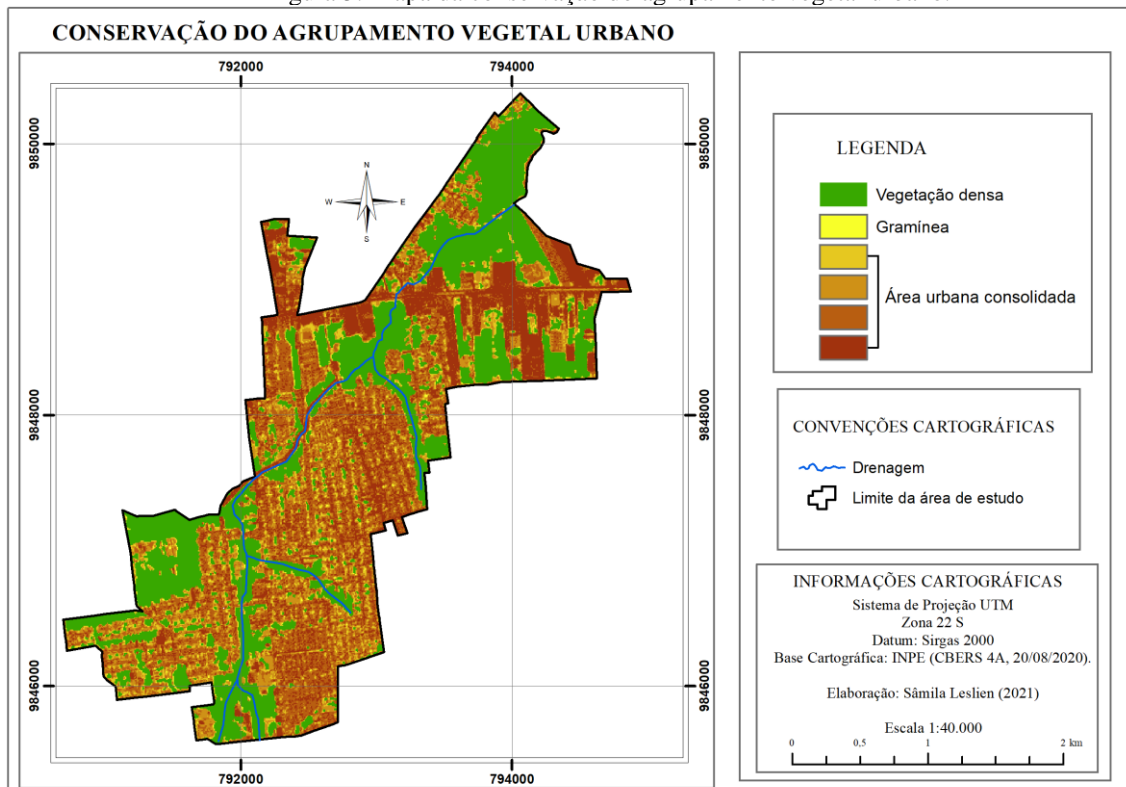 CONSERVAÇÃO DO AGRUPAMENTO VEGETAL URBANO
792000
794000
N
W
E
S
9850000
9850000
9848000
9848000
9846000
9846000
792000
794000
LEGENDA
Vegetação densa
Gramínea
Área urbana consolidada
CONVENÇÕES CARTOGRÁFICAS
Drenagem
Limite da área de estudo
INFORMAÇÕES CARTOGRÁFICAS
Sistema de Projeção UTM
Zona 22 S
Datum: Sirgas 2000
Base Cartográfica: INPE (CBERS 4A, 20/08/2020).
Elaboração: Sâmila Leslien (2021)
Escala 1:40.000
0 0,5 1 2 km